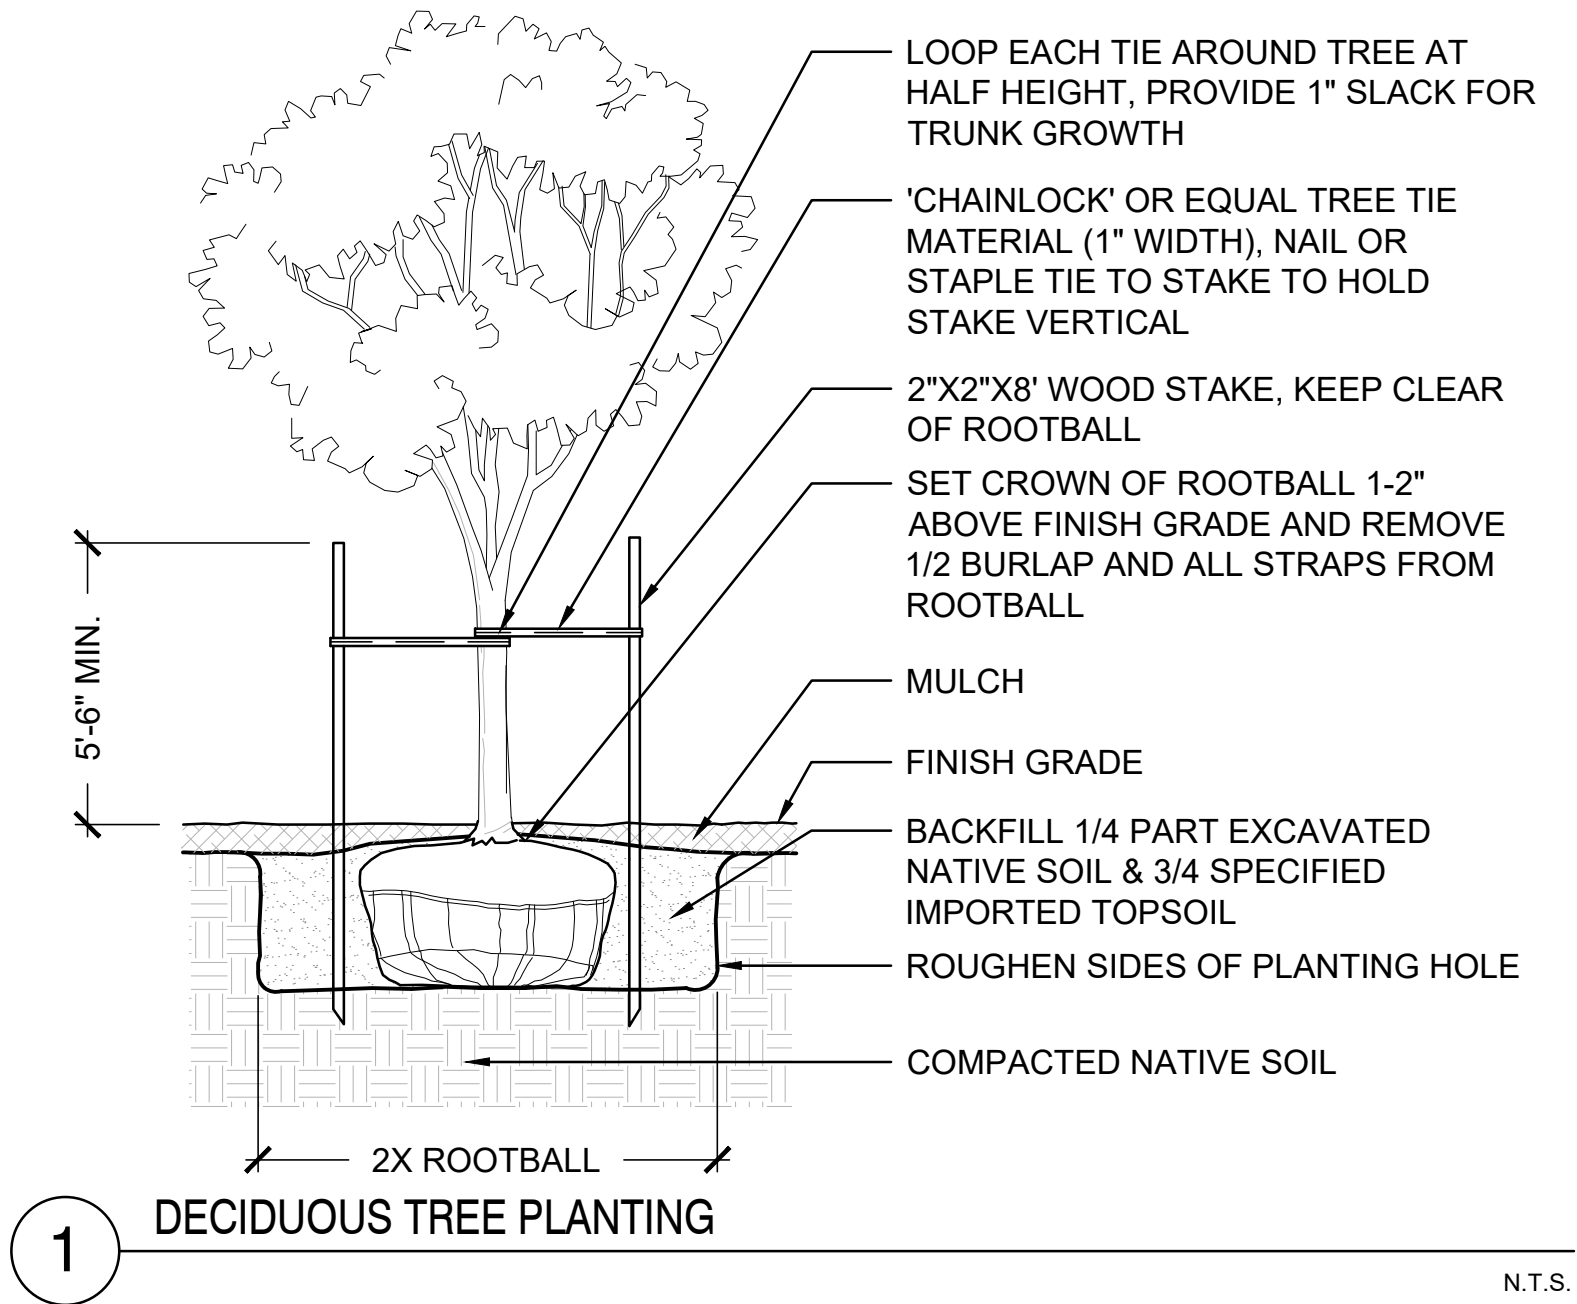 LOOP EACH TIE AROUND TREE AT
HALF HEIGHT, PROVIDE 1" SLACK FOR
TRUNK GROWTH
'CHAINLOCK' OR EQUAL TREE TIE
MATERIAL (1" WIDTH), NAIL OR
STAPLE TIE TO STAKE TO HOLD
STAKE VERTICAL
2"X2"X8' WOOD STAKE, KEEP CLEAR
OF ROOTBALL
SET CROWN OF ROOTBALL 1-2"
ABOVE FINISH GRADE AND REMOVE
1/2 BURLAP AND ALL STRAPS FROM
ROOTBALL
5'-6" MIN.
MULCH
FINISH GRADE
BACKFILL 1/4 PART EXCAVATED
NATIVE SOIL & 3/4 SPECIFIED
IMPORTED TOPSOIL
ROUGHEN SIDES OF PLANTING HOLE
COMPACTED NATIVE SOIL
2X ROOTBALL
1
DECIDUOUS TREE PLANTING
N.T.S.